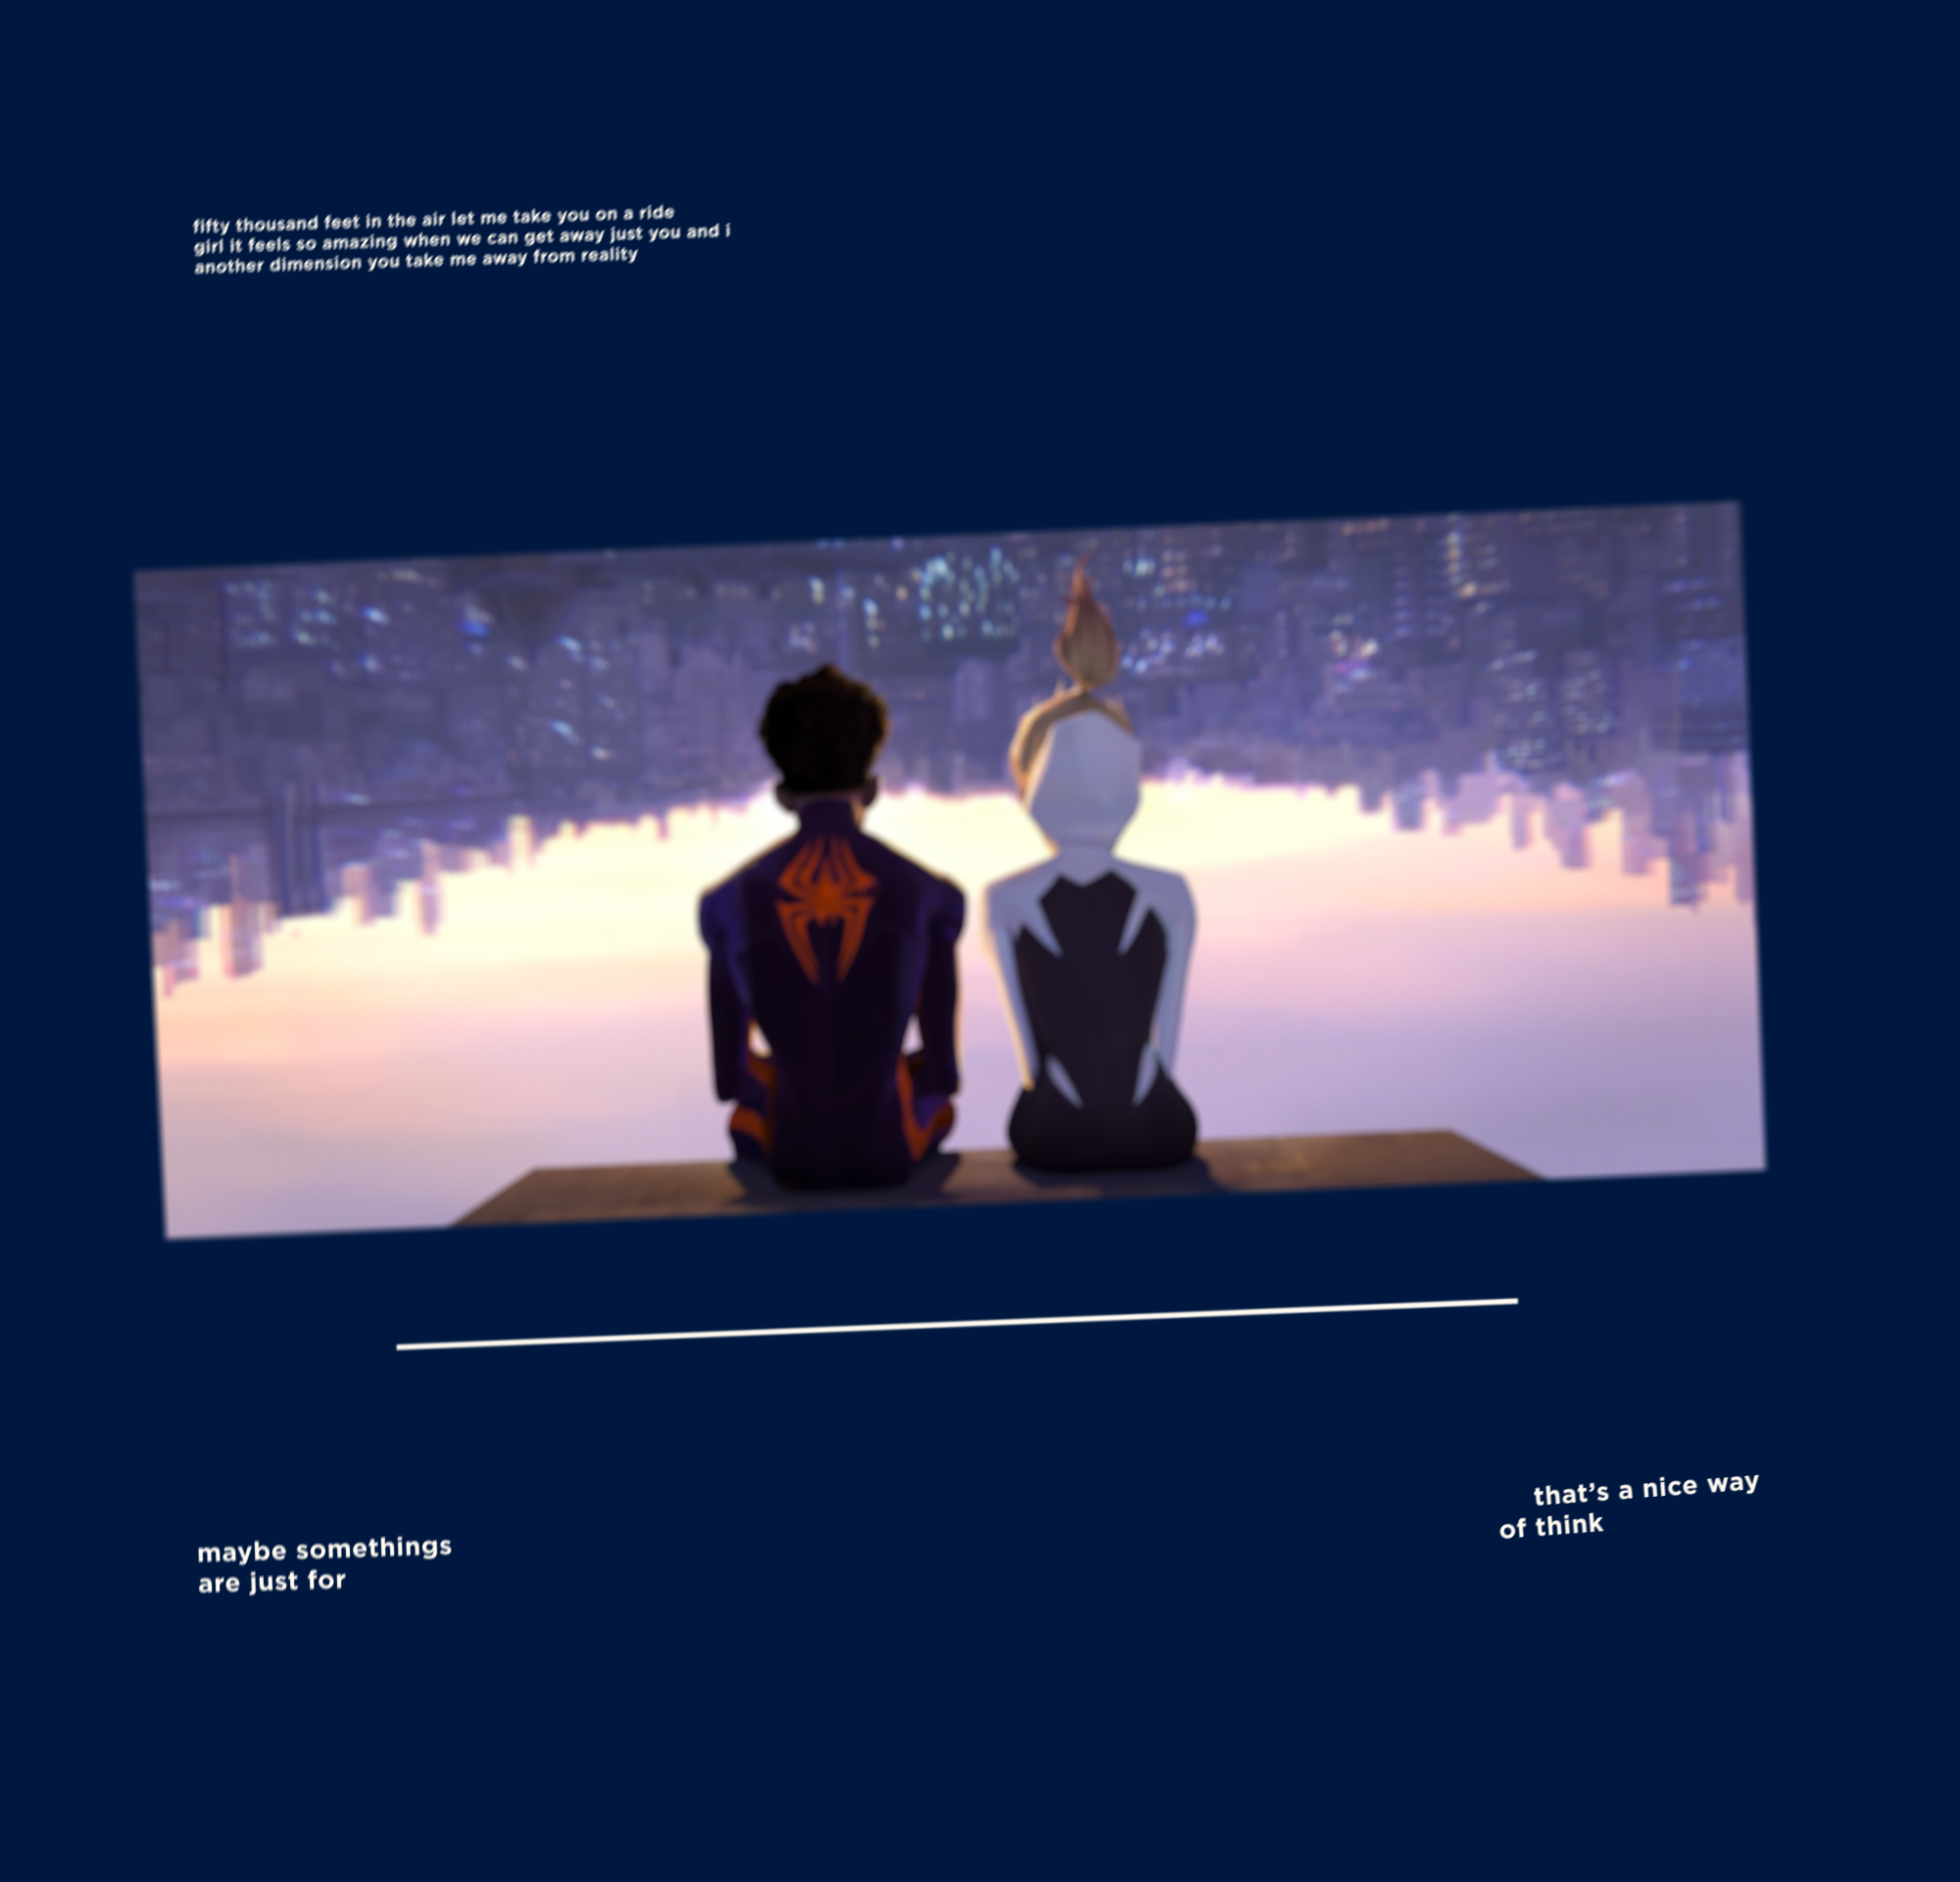 fifty thousand feet in the air let me take you on a ride
girl it feels so amazing when we can get away just you and i
another dimension you take me away from reality
maybe somethings
are just for
that's a nice way
of think